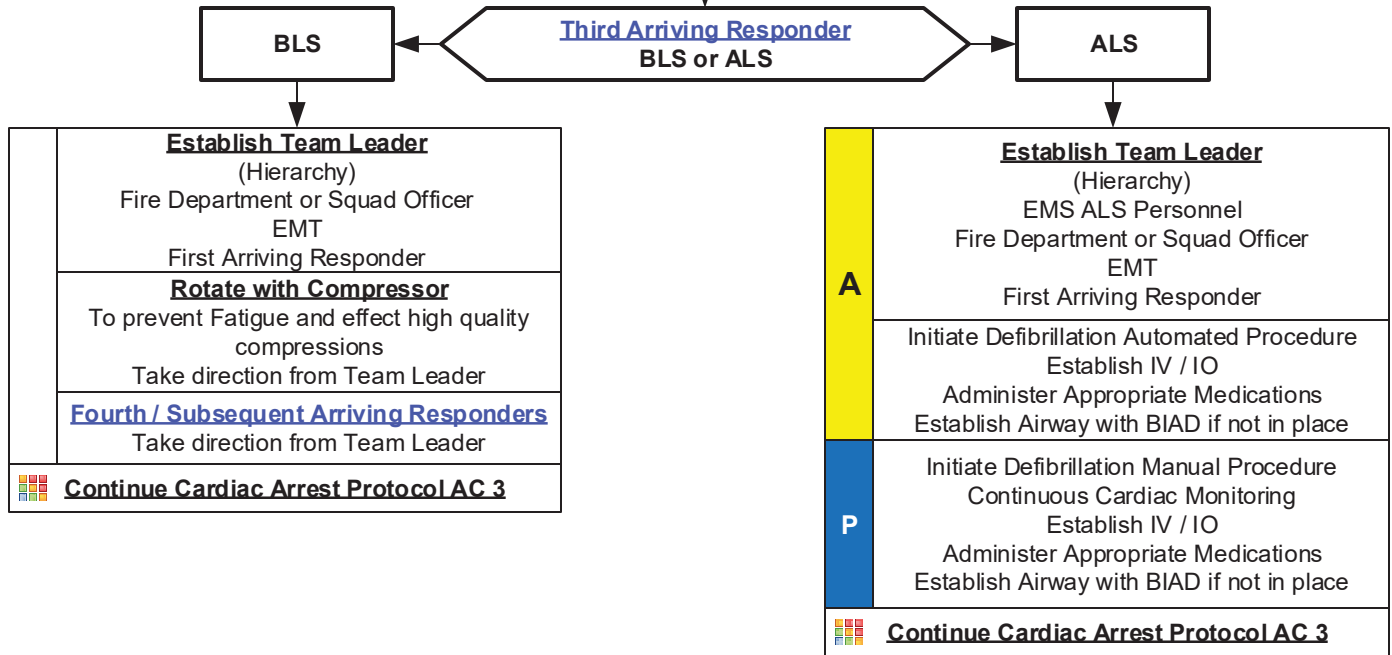 Third Arriving Responder
BLS or ALS
BLS
ALS
Establish Team Leader
(Hierarchy)
Fire Department or Squad Officer
EMT
First Arriving Responder
Rotate with Compressor
To prevent Fatigue and effect high quality
compressions
Take direction from Team Leader
Fourth / Subsequent Arriving Responders
Take direction from Team Leader
Continue Cardiac Arrest Protocol AC 3
A
Establish Team Leader
(Hierarchy)
EMS ALS Personnel
Fire Department or Squad Officer
EMT
First Arriving Responder
Initiate Defibrillation Automated Procedure
Establish IV / IO
Administer Appropriate Medications
Establish Airway with BIAD if not in place
P
Initiate Defibrillation Manual Procedure
Continuous Cardiac Monitoring
Establish IV / IO
Administer Appropriate Medications
Establish Airway with BIAD if not in place
Continue Cardiac Arrest Protocol AC 3